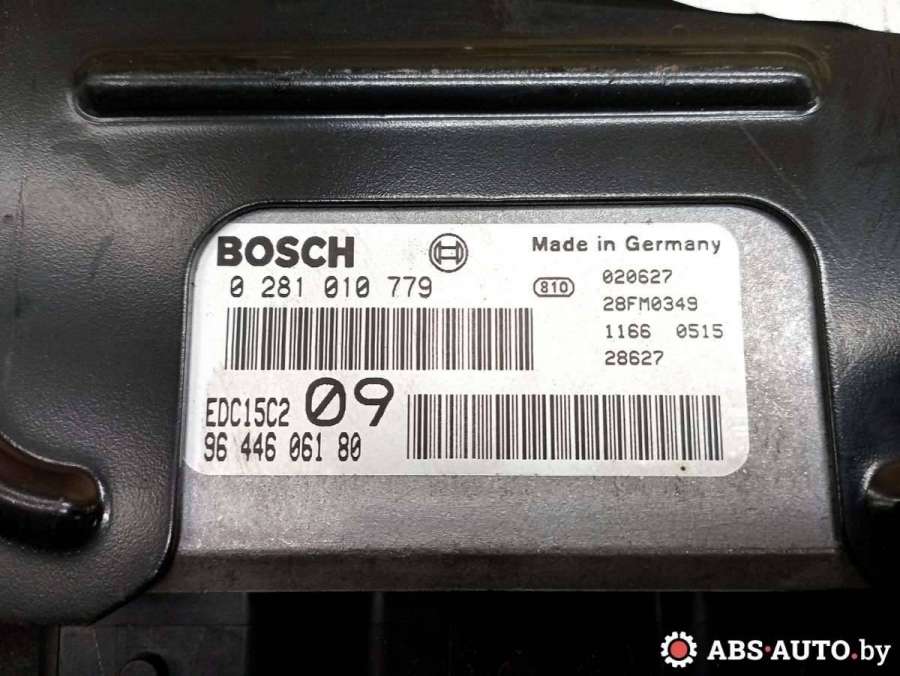 BOSCH
Made in Germany
0 281 010 779
810
020627
28FM0349
1166 0515
28627
EDC15C2 09
96 446 061 80
ABS-AUTO.by